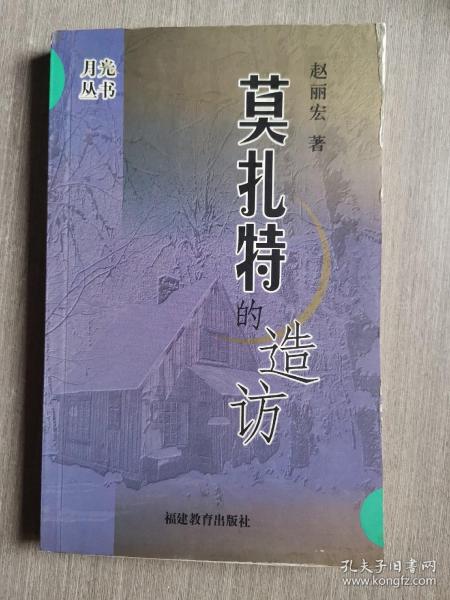 月光
丛书
赵丽宏 著
莫扎特
的
造访
福建教育出版社
孔夫子旧书网
www.kongfz.com